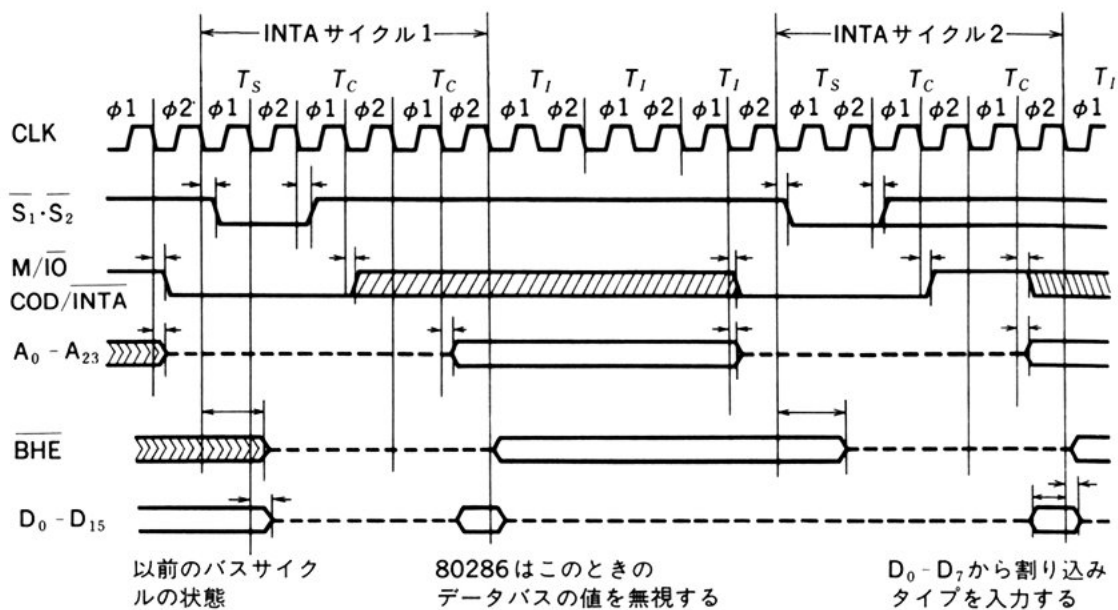 INTAサイクル1 INTAサイクル2
T_S T_C T_C T_I T_I T_I T_S T_C T_C T_I
φ1 φ2 φ1 φ2 φ1 φ2 φ1 φ2 φ1 φ2 φ1 φ2 φ1 φ2 φ1 φ2 φ1 φ2 φ1 φ2 φ1
CLK
S̅₁·S̅₂
M/I̅O̅
COD/I̅N̅T̅A̅
A₀-A₂₃
B̅H̅E̅
D₀-D₁₅
以前のバスサイク
ルの状態
80286はこのときの
データバスの値を無視する
D₀-D₇から割り込み
タイプを入力する